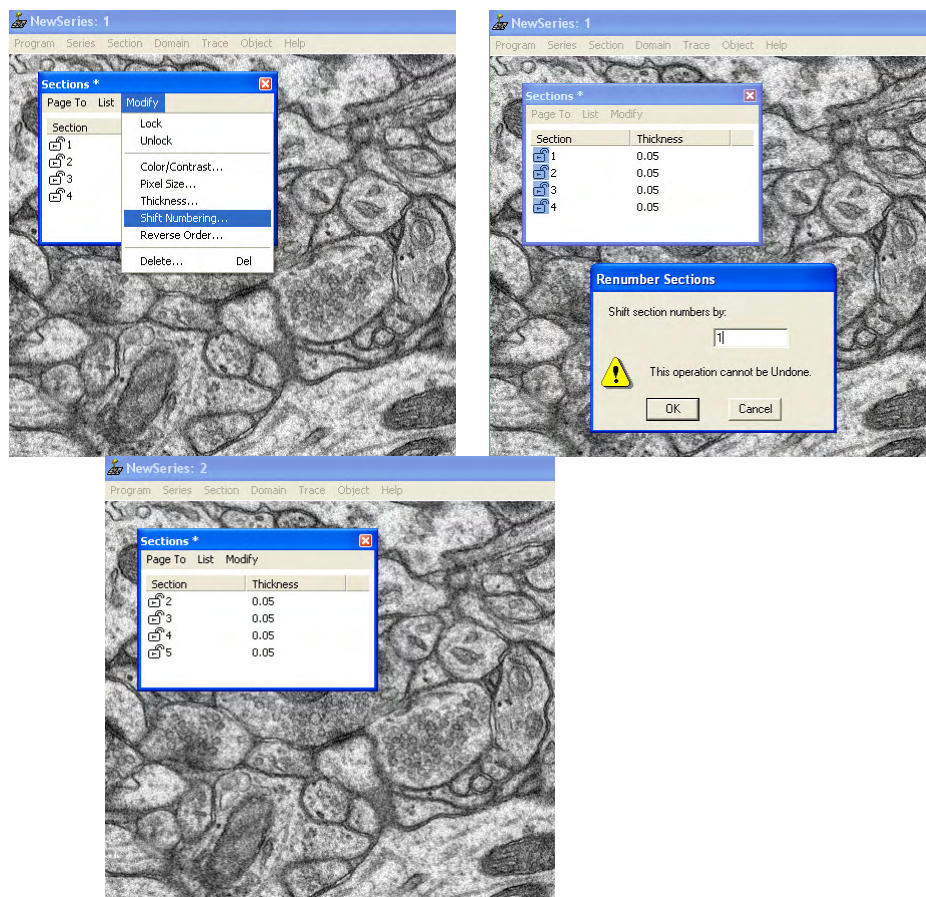 NewSeries: 1
Program Series Section Domain Trace Object Help
Sections *
Page To List Modify
Section
1
2
3
4
Lock
Unlock
Color/Contrast...
Pixel Size...
Thickness...
Shift Numbering...
Reverse Order...
Delete... Del
NewSeries: 1
Program Series Section Domain Trace Object Help
Sections *
Page To List Modify
Section Thickness
1 0.05
2 0.05
3 0.05
4 0.05
Renumber Sections
Shift section numbers by:
1
This operation cannot be Undone.
OK Cancel
NewSeries: 2
Program Series Section Domain Trace Object Help
Sections *
Page To List Modify
Section Thickness
2 0.05
3 0.05
4 0.05
5 0.05